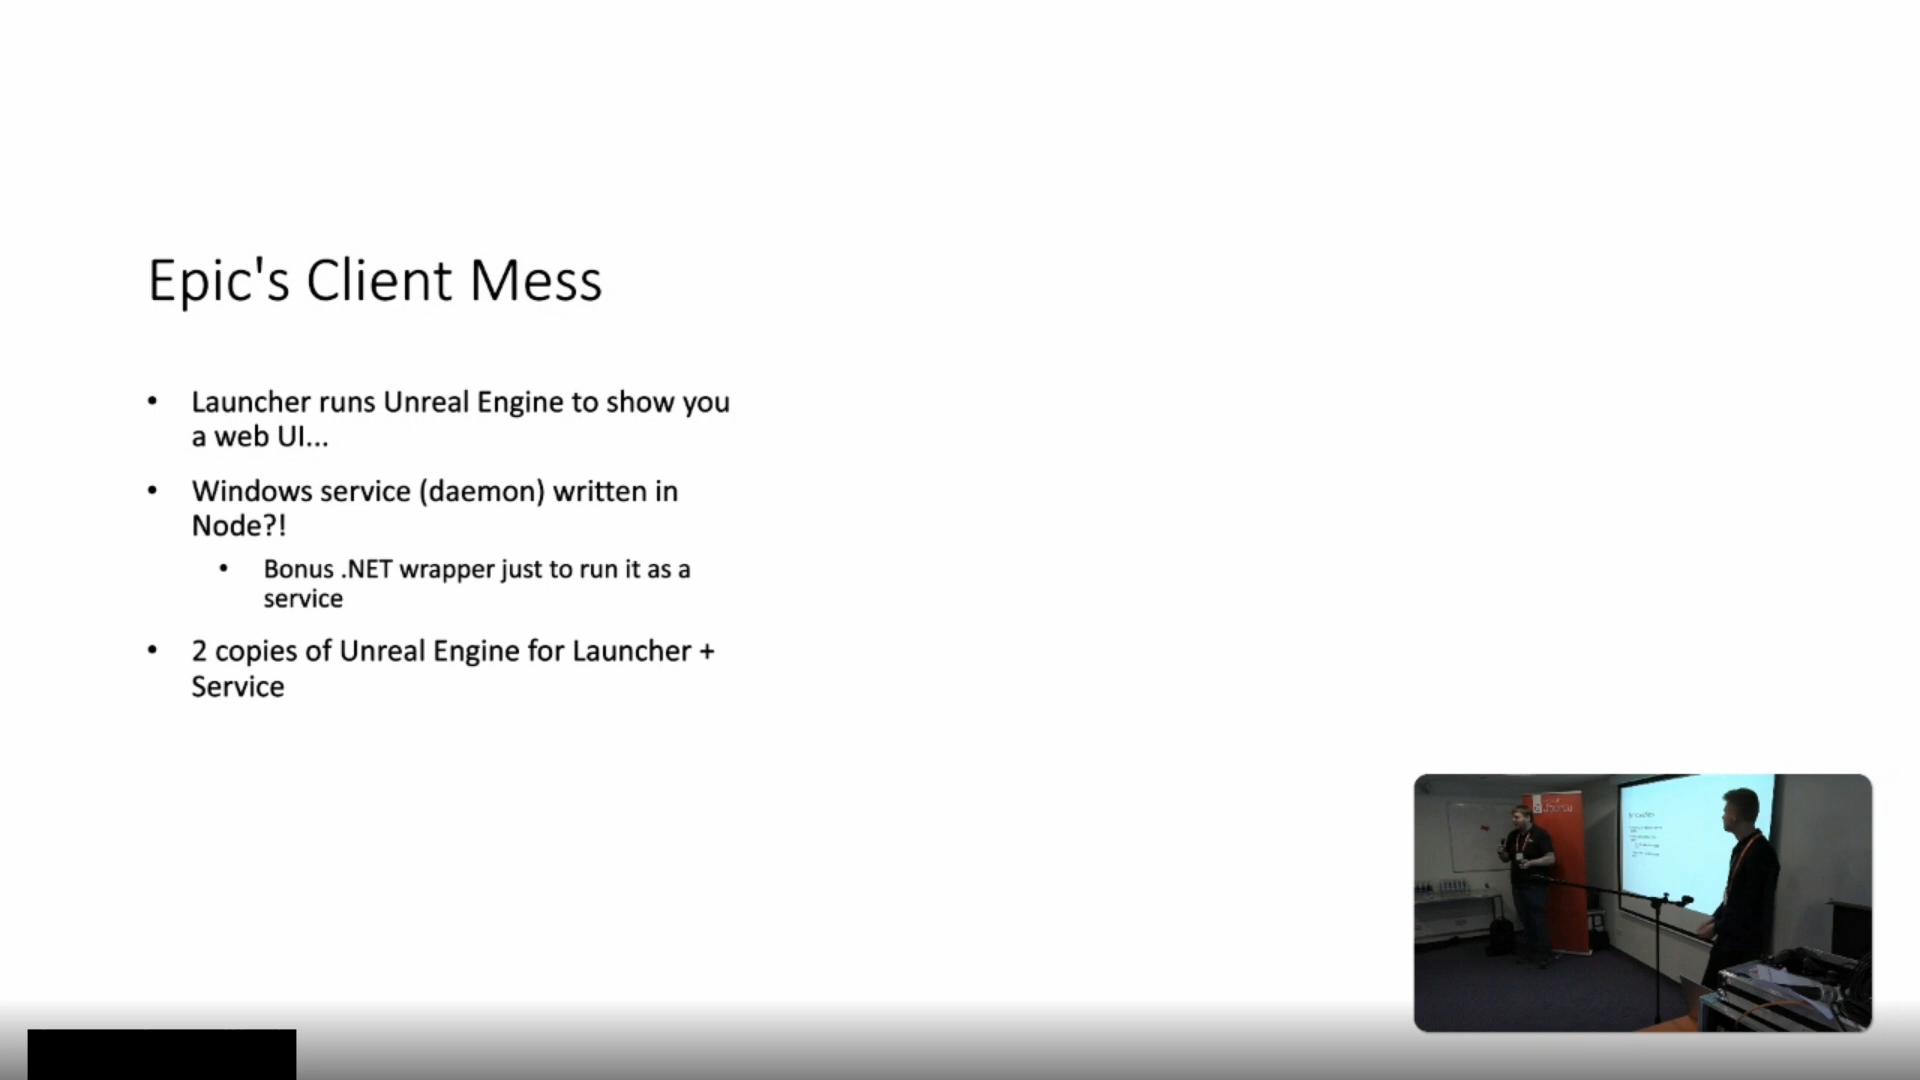 Epic's Client Mess
• Launcher runs Unreal Engine to show you
a web UI...
• Windows service (daemon) written in
Node?!
• Bonus .NET wrapper just to run it as a
service
• 2 copies of Unreal Engine for Launcher +
Service